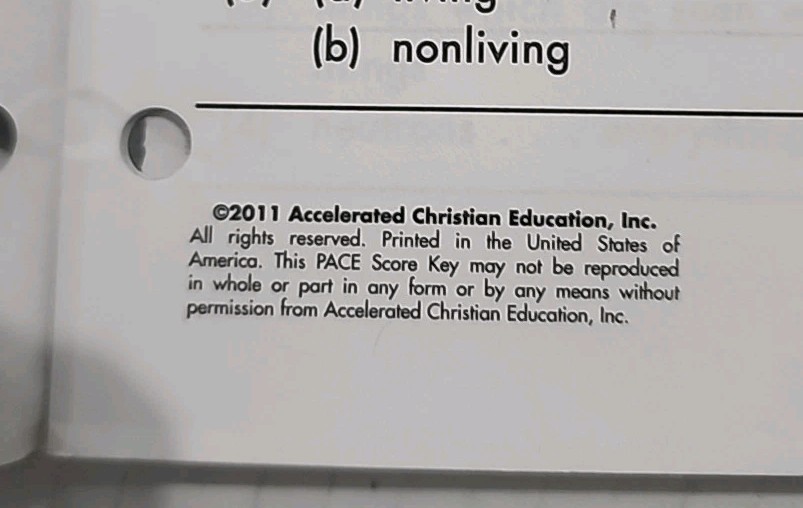 (b) nonliving
©2011 Accelerated Christian Education, Inc.
All rights reserved. Printed in the United States of
America. This PACE Score Key may not be reproduced
in whole or part in any form or by any means without
permission from Accelerated Christian Education, Inc.